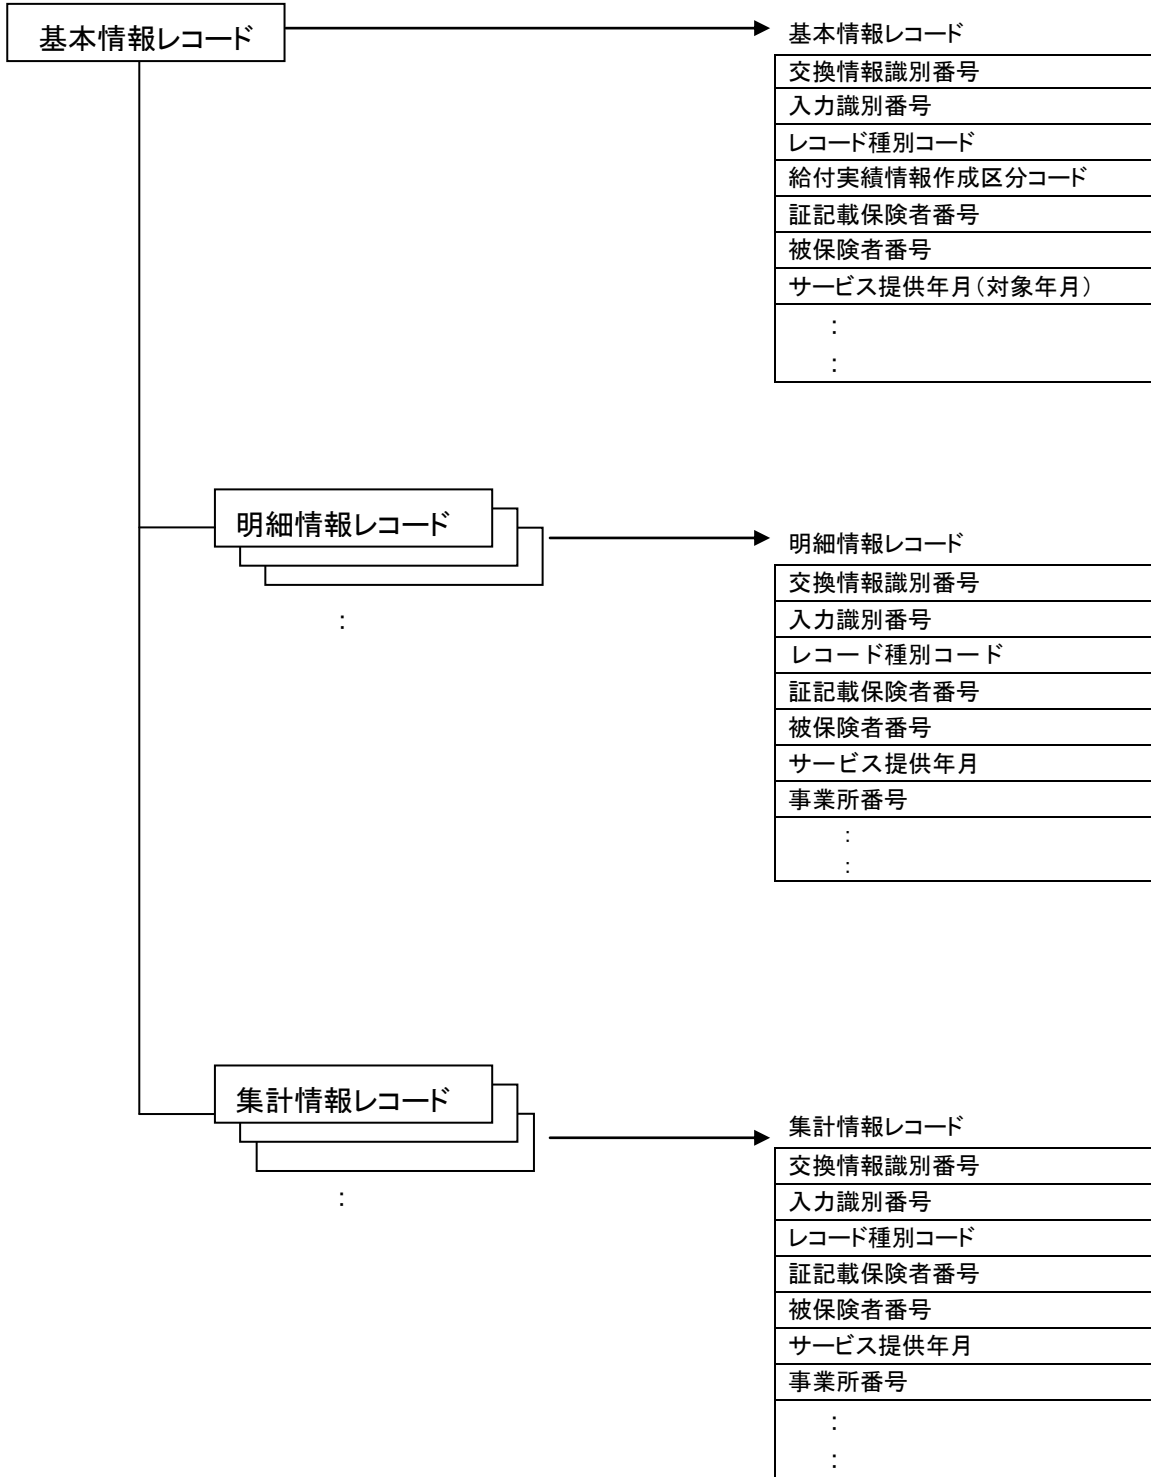 基本情報レコード
基本情報レコード
交換情報識別番号
入力識別番号
レコード種別コード
給付実績情報作成区分コード
証記載保険者番号
被保険者番号
サービス提供年月（対象年月）
：
：
明細情報レコード
：
明細情報レコード
交換情報識別番号
入力識別番号
レコード種別コード
証記載保険者番号
被保険者番号
サービス提供年月
事業所番号
：
：
集計情報レコード
：
集計情報レコード
交換情報識別番号
入力識別番号
レコード種別コード
証記載保険者番号
被保険者番号
サービス提供年月
事業所番号
：
：